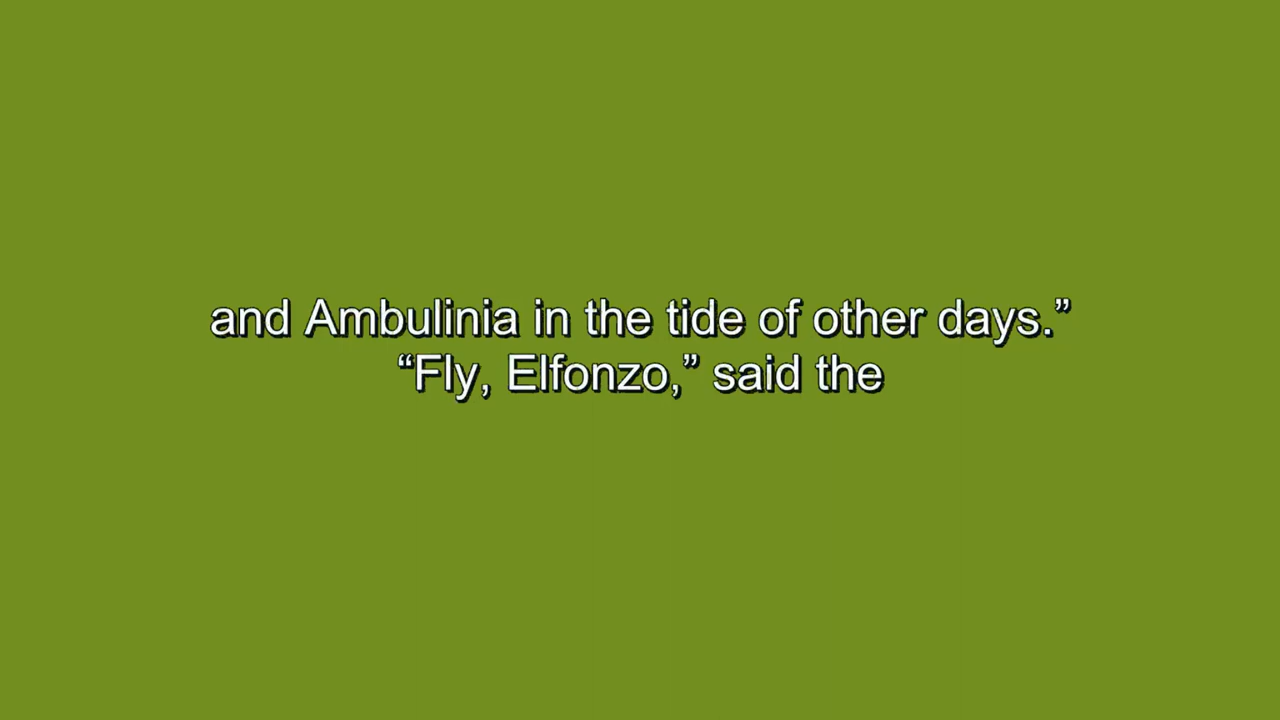 and Ambulinia in the tide of other days.”
“Fly, Elfonzo,” said the